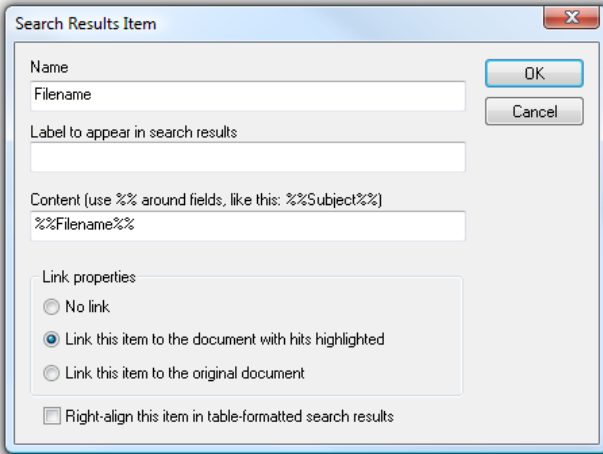 Search Results Item
Name
OK
Filename
Cancel
Label to appear in search results
Content (use %% around fields, like this: %%Subject%%)
%%Filename%%
Link properties
No link
Link this item to the document with hits highlighted
Link this item to the original document
Right-align this item in table-formatted search results